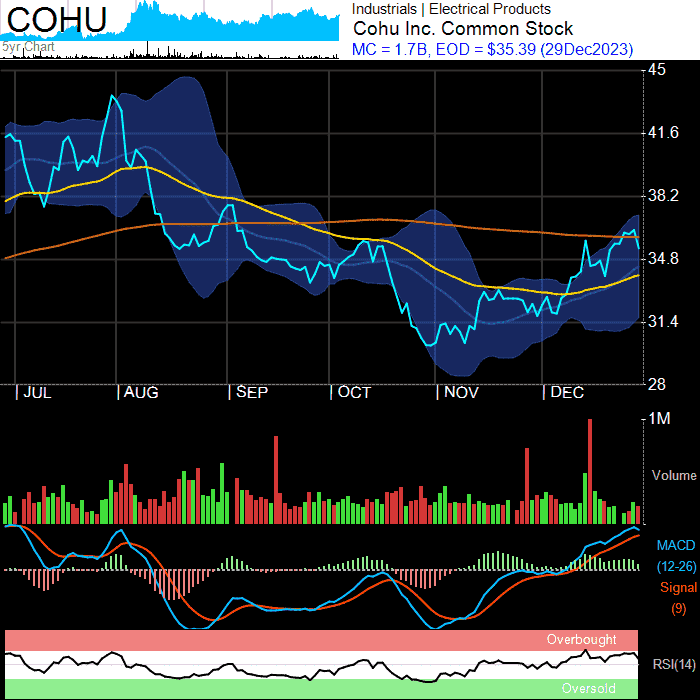 COHU
5yr Chart
Industrials | Electrical Products
Cohu Inc. Common Stock
MC = 1.7B, EOD = $35.39 (29Dec2023)
45
41.6
38.2
34.8
31.4
28
JUL AUG SEP OCT NOV DEC
1M
Volume
MACD
(12-26)
Signal
(9)
Overbought
RSI(14)
Oversold